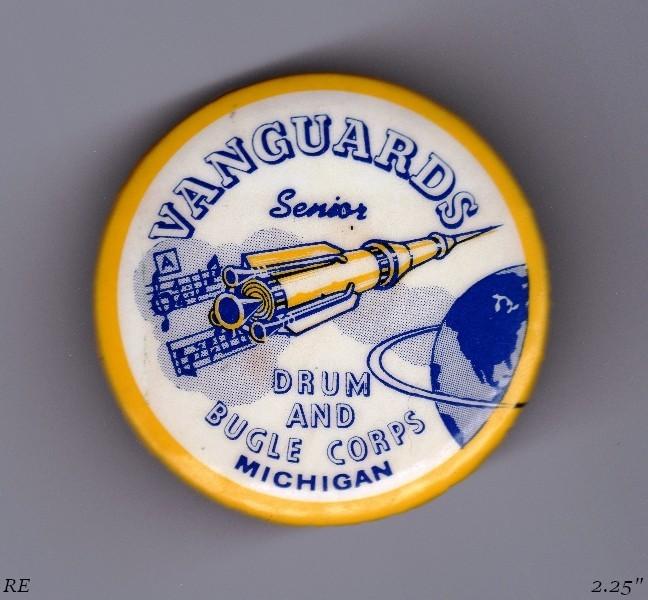 VANGUARDS
Senior
DRUM
AND
BUGLE CORPS
MICHIGAN
RE
2.25"